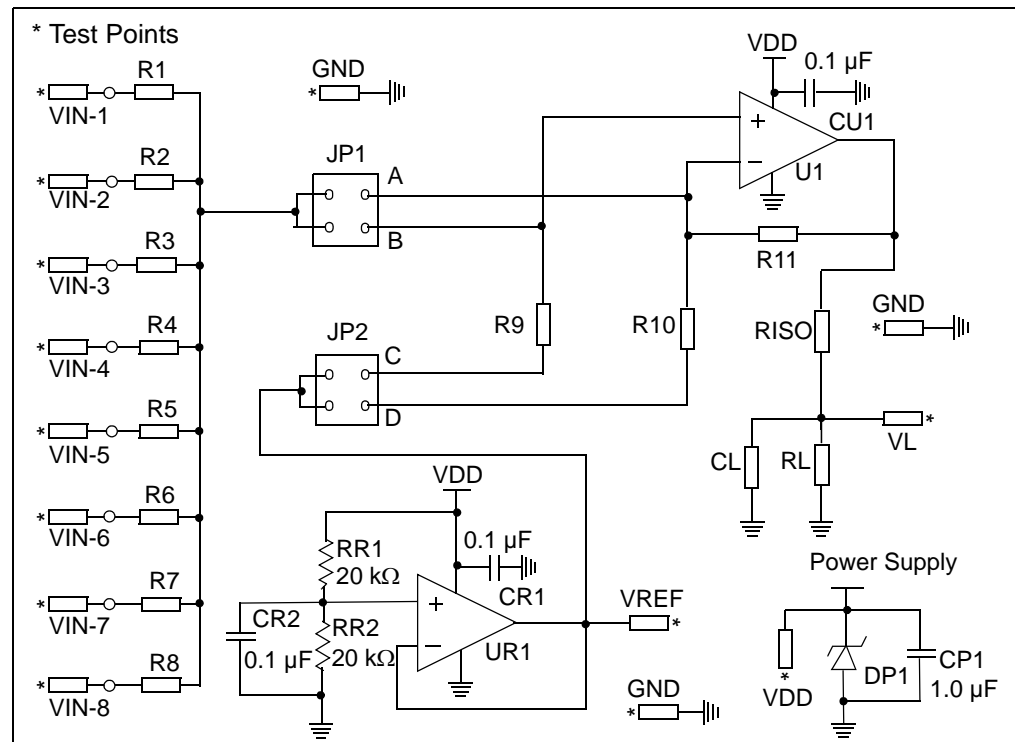 * Test Points
* VIN-1
R1
* VIN-2
R2
* VIN-3
R3
* VIN-4
R4
* VIN-5
R5
* VIN-6
R6
* VIN-7
R7
* VIN-8
R8
GND
*
JP1
A
B
JP2
C
D
R9
R10
R11
VDD
0.1 µF
CU1
+
−
U1
RISO
GND
*
VL
*
CL
RL
VDD
0.1 µF
CR1
RR1
20 kΩ
RR2
20 kΩ
CR2
0.1 µF
+
−
UR1
VREF
*
GND
*
Power Supply
*
VDD
DP1
CP1
1.0 µF